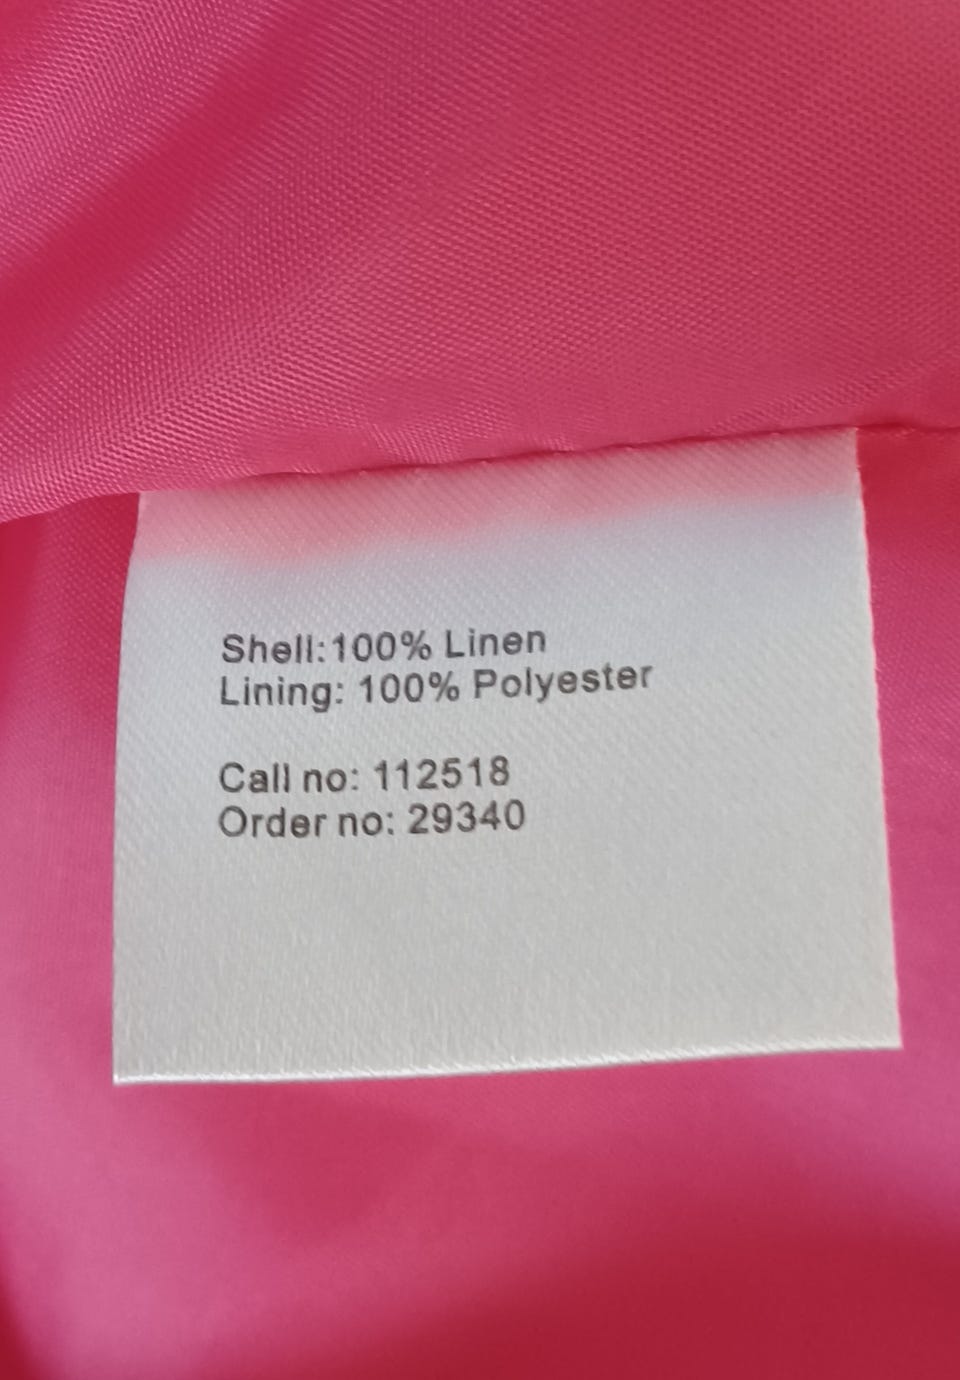 Shell:100% Linen
Lining: 100% Polyester
Call no: 112518
Order no: 29340